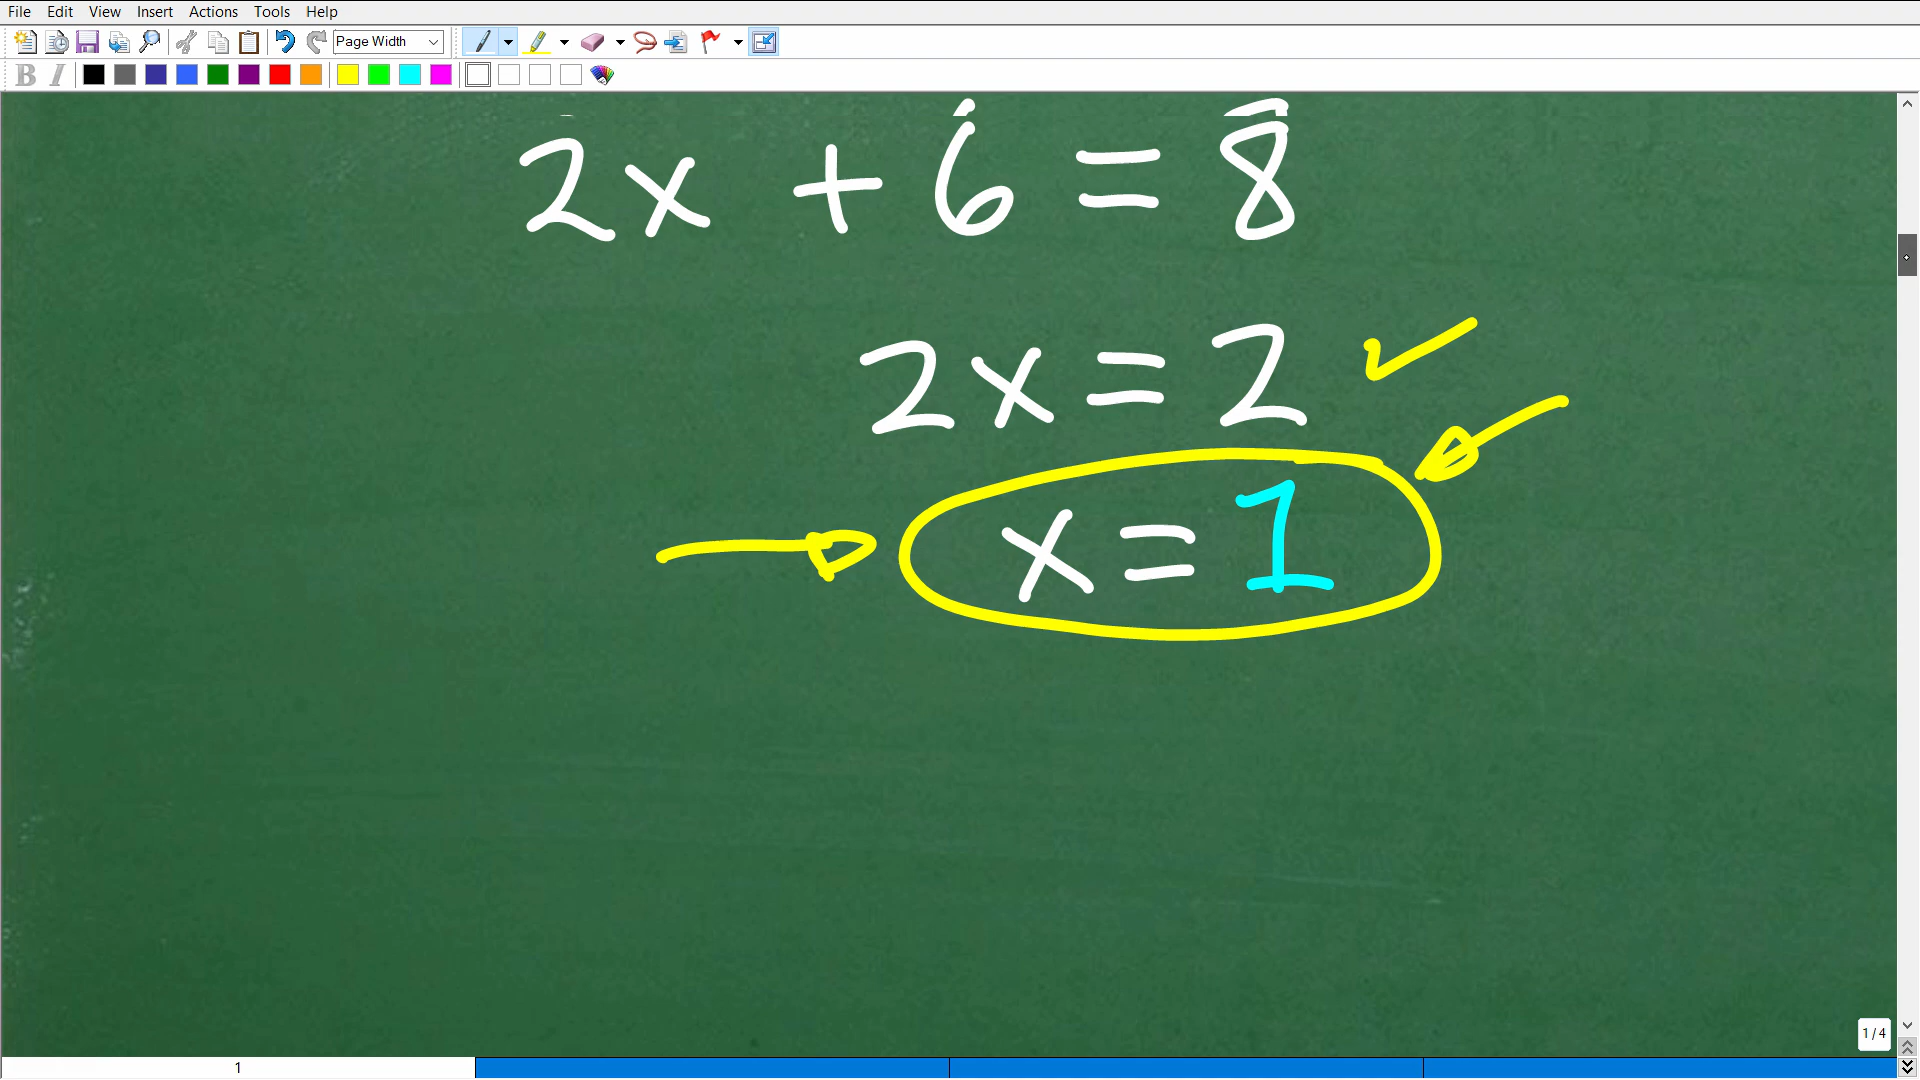 File Edit View Insert Actions Tools Help
Page Width
B I
2x + 6 = 8
2x = 2
x = 1
1 / 4
1